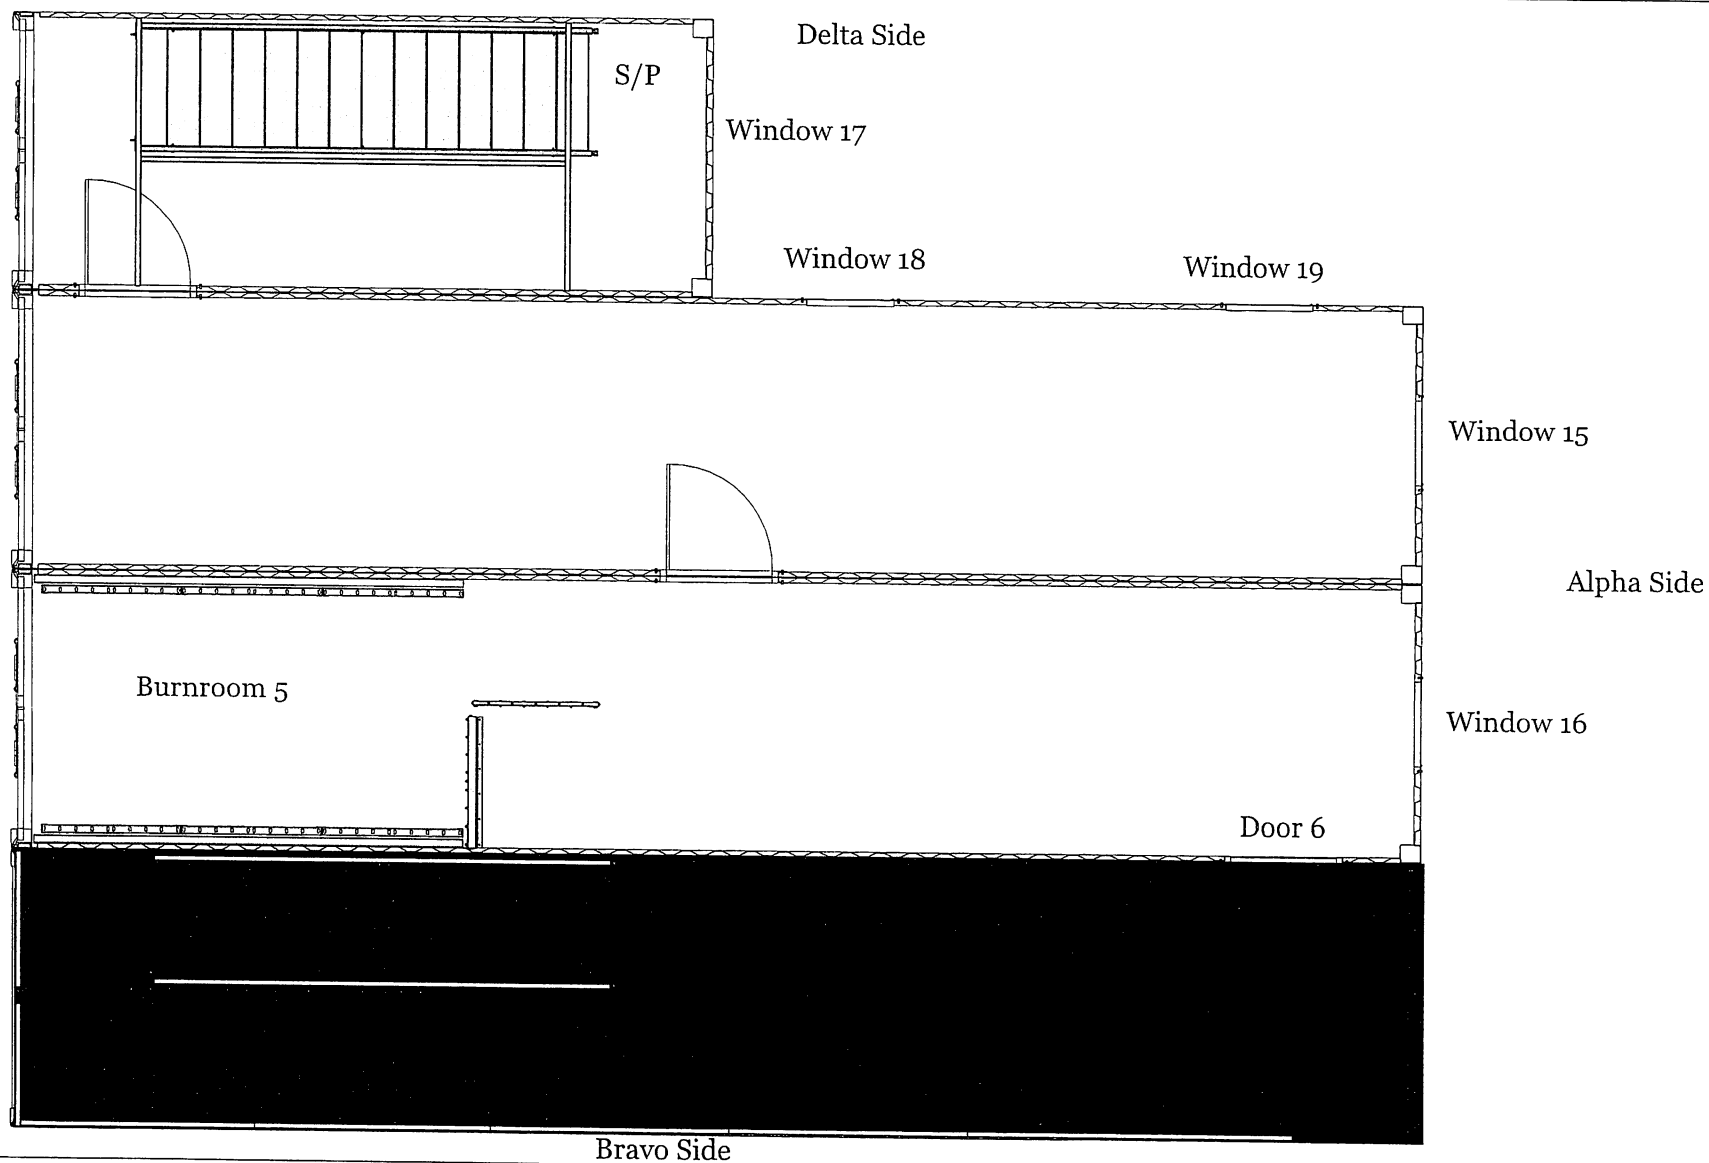 Delta Side
S/P
Window 17
Window 18
Window 19
Window 15
Alpha Side
Burnroom 5
Window 16
Door 6
Bravo Side